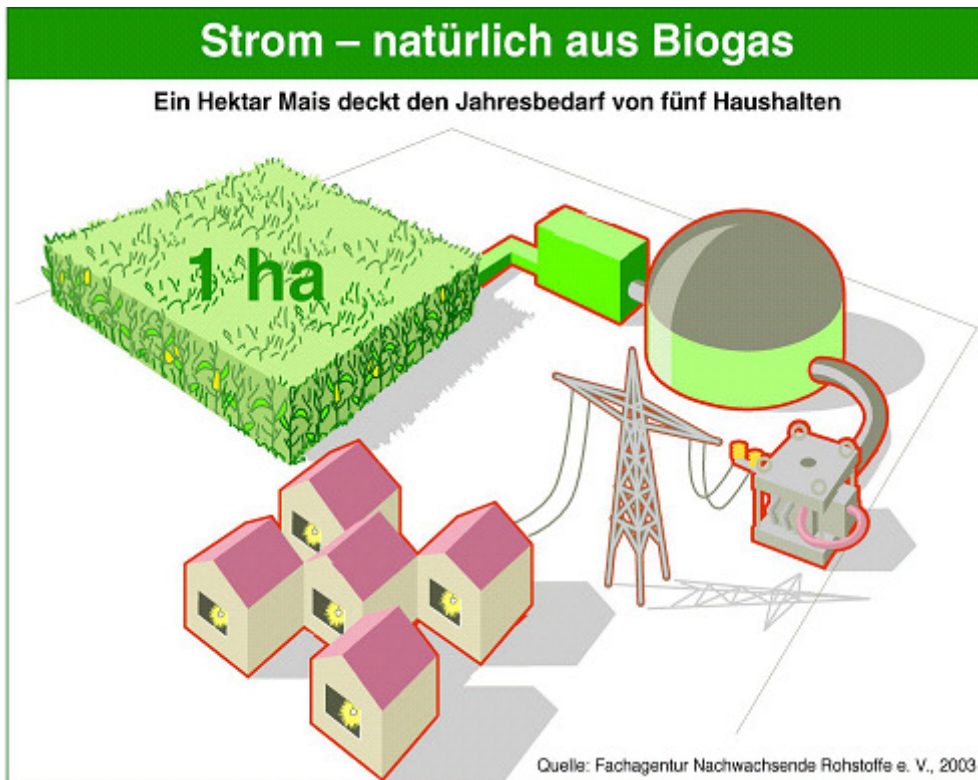 Strom – natürlich aus Biogas
Ein Hektar Mais deckt den Jahresbedarf von fünf Haushalten
1 ha
Quelle: Fachagentur Nachwachsende Rohstoffe e. V., 2003